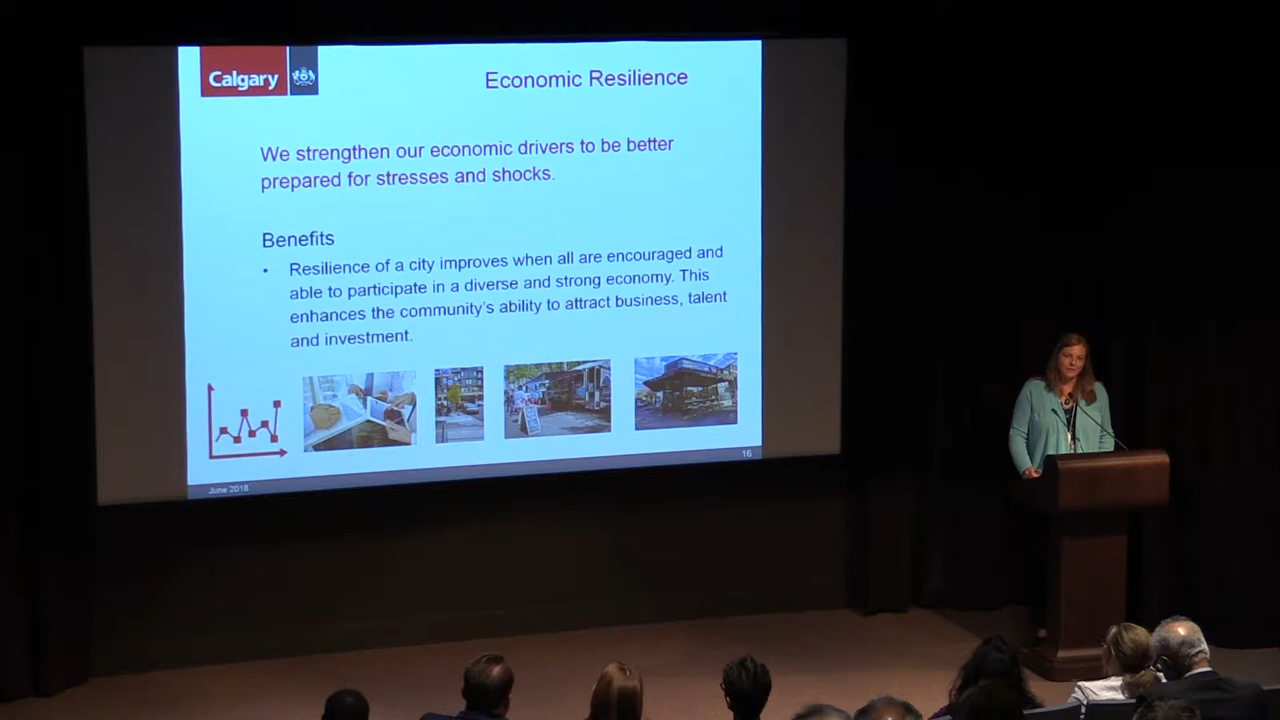 Calgary
Economic Resilience
We strengthen our economic drivers to be better
prepared for stresses and shocks.
Benefits
• Resilience of a city improves when all are encouraged and
able to participate in a diverse and strong economy. This
enhances the community's ability to attract business, talent
and investment.
16
June 2018